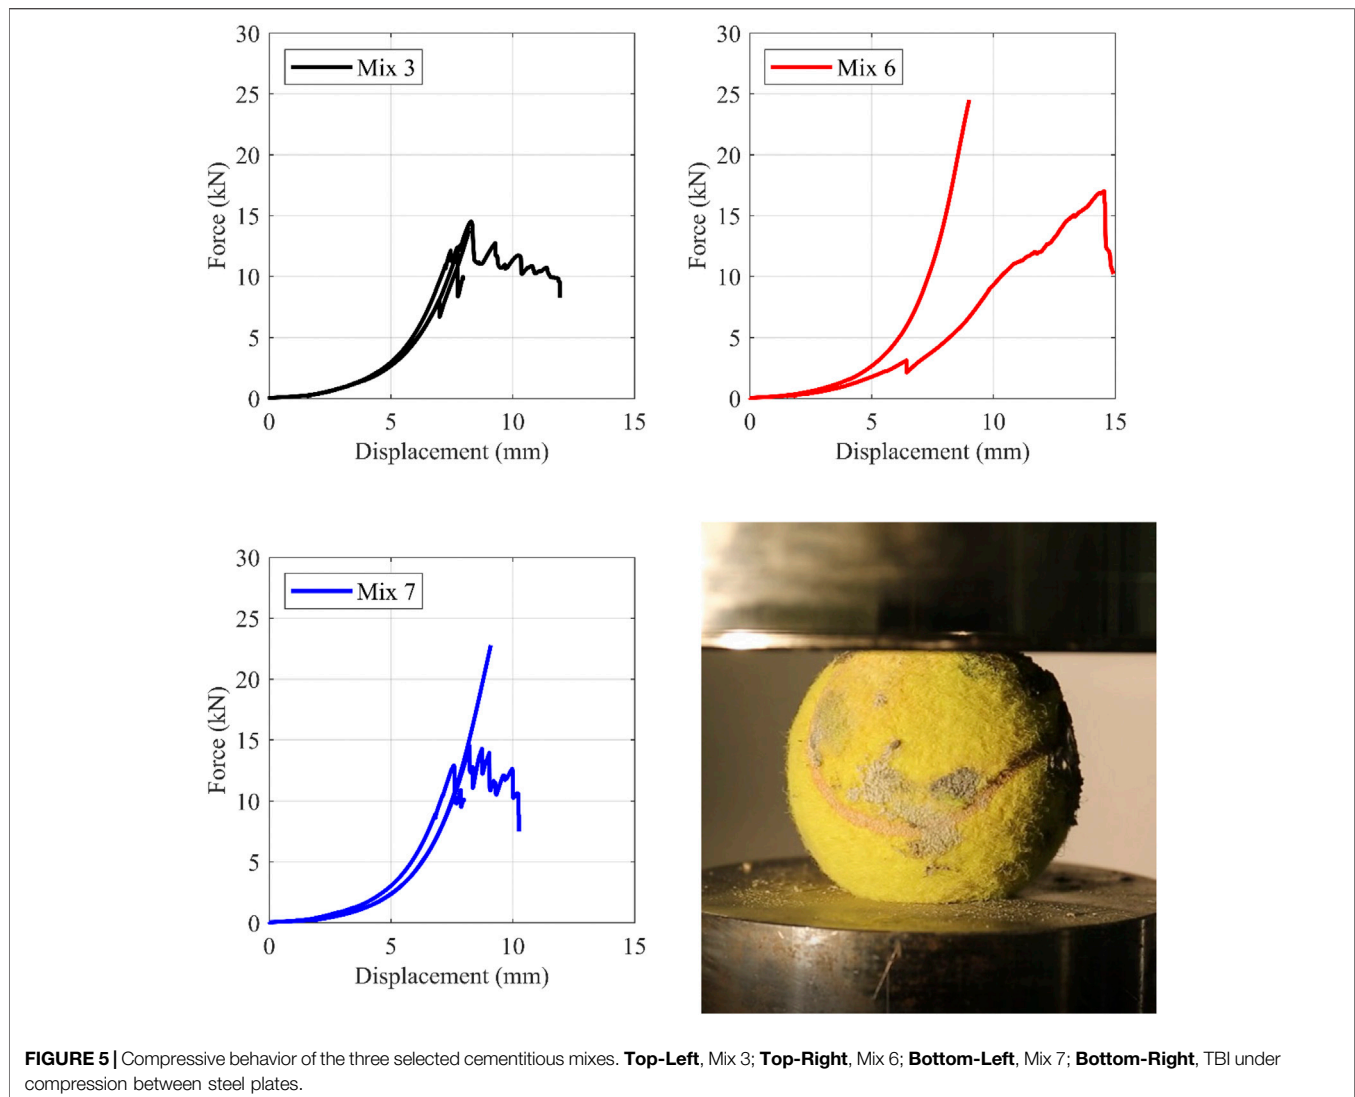 30
25
20
15
10
5
0
Force (kN)
Mix 3
0 5 10 15
Displacement (mm)
30
25
20
15
10
5
0
Force (kN)
Mix 6
0 5 10 15
Displacement (mm)
30
25
20
15
10
5
0
Force (kN)
Mix 7
0 5 10 15
Displacement (mm)
FIGURE 5 | Compressive behavior of the three selected cementitious mixes. Top-Left, Mix 3; Top-Right, Mix 6; Bottom-Left, Mix 7; Bottom-Right, TBI under
compression between steel plates.